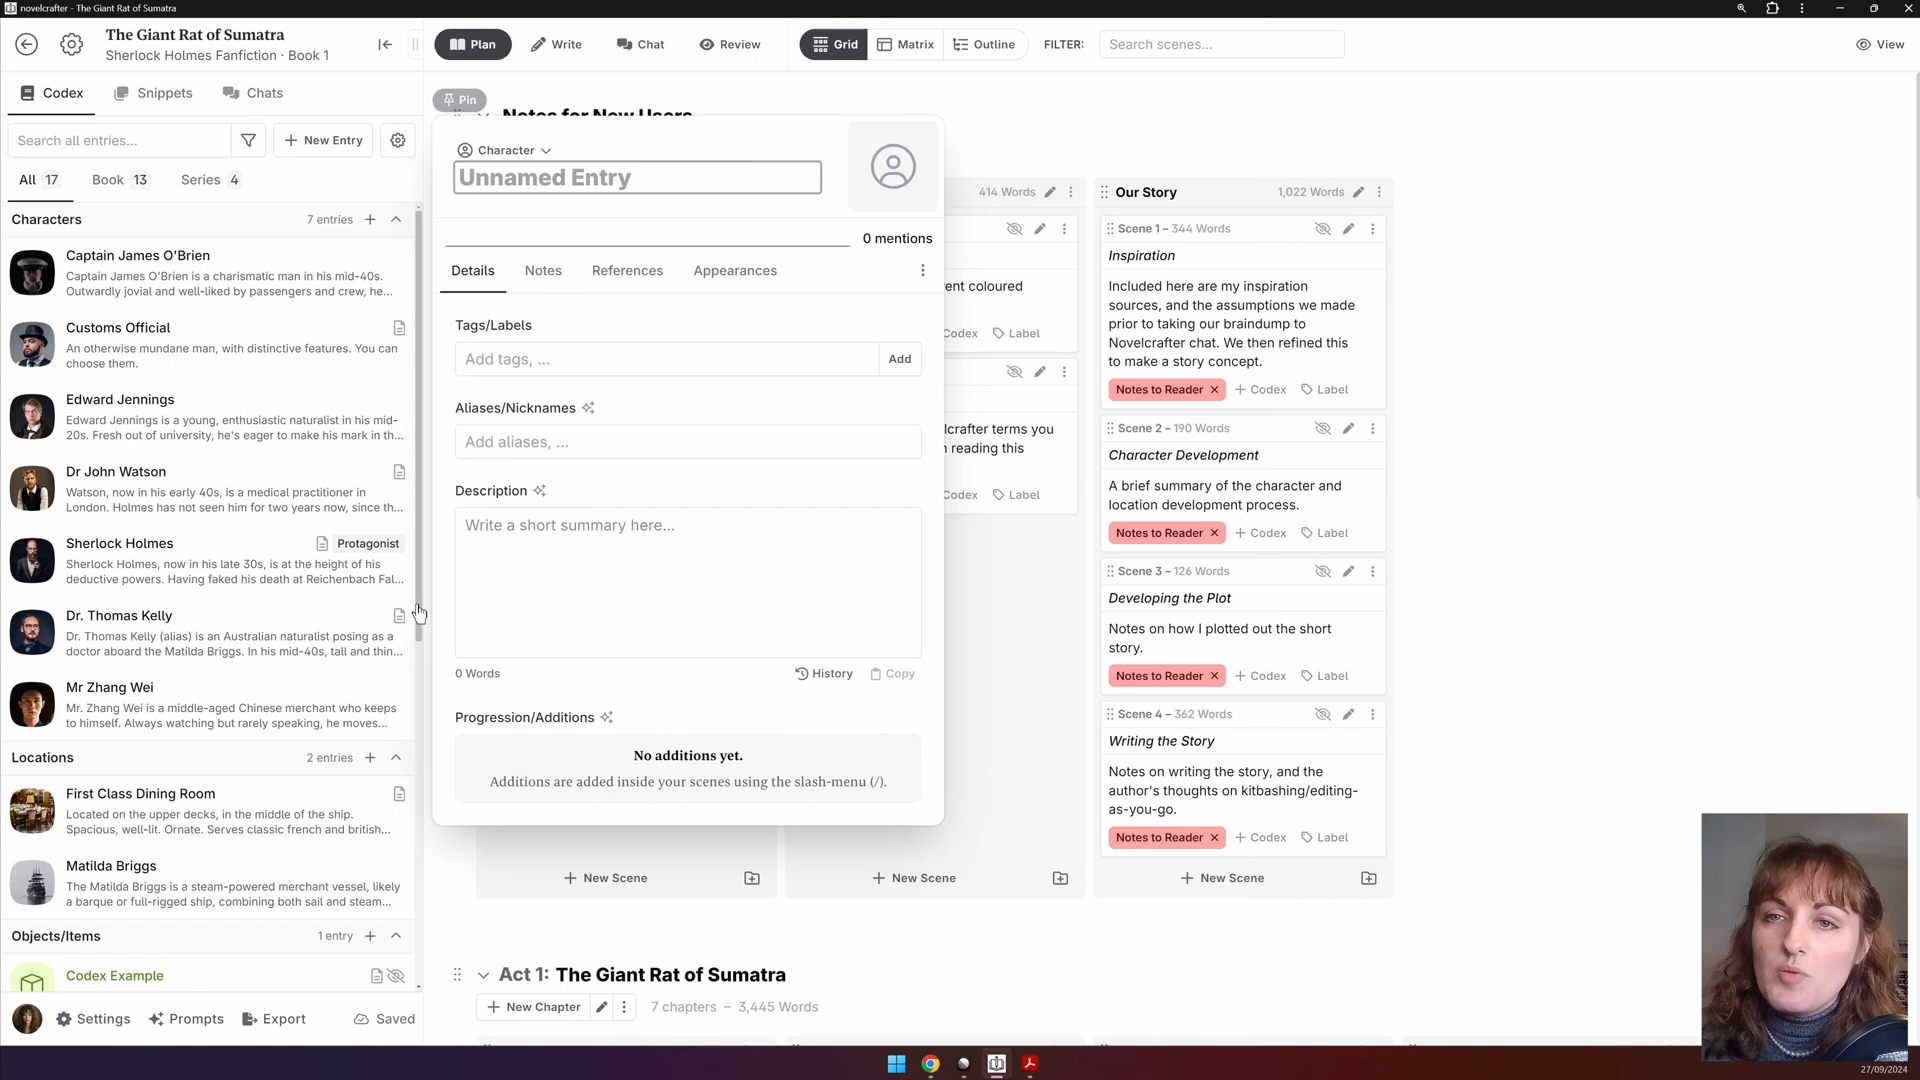 novelcrafter - The Giant Rat of Sumatra
The Giant Rat of Sumatra
Sherlock Holmes Fanfiction · Book 1
Plan
Write
Chat
Review
Grid
Matrix
Outline
FILTER:
Search scenes...
View
Codex
Snippets
Chats
Search all entries...
New Entry
All 17
Book 13
Series 4
Characters
7 entries
Captain James O'Brien
Captain James O'Brien is a charismatic man in his mid-40s.
Outwardly jovial and well-liked by passengers and crew, he...
Customs Official
An otherwise mundane man, with distinctive features. You can
choose them.
Edward Jennings
Edward Jennings is a young, enthusiastic naturalist in his mid-
20s. Fresh out of university, he's eager to make his mark in th...
Dr John Watson
Watson, now in his early 40s, is a medical practitioner in
London. Holmes has not seen him for two years now, since th...
Sherlock Holmes
Protagonist
Sherlock Holmes, now in his late 30s, is at the height of his
deductive powers. Having faked his death at Reichenbach Fal...
Dr. Thomas Kelly
Dr. Thomas Kelly (alias) is an Australian naturalist posing as a
doctor aboard the Matilda Briggs. In his mid-40s, tall and thin...
Mr Zhang Wei
Mr. Zhang Wei is a middle-aged Chinese merchant who keeps
to himself. Always watching but rarely speaking, he moves...
Locations
2 entries
First Class Dining Room
Located on the upper decks, in the middle of the ship.
Spacious, well-lit. Ornate. Serves classic french and british...
Matilda Briggs
The Matilda Briggs is a steam-powered merchant vessel, likely
a barque or full-rigged ship, combining both sail and steam...
Objects/Items
1 entry
Codex Example
Settings
Prompts
Export
Saved
Pin
Notes for New Users
Character
Unnamed Entry
0 mentions
Details
Notes
References
Appearances
Tags/Labels
Add tags, ...
Add
Aliases/Nicknames
Add aliases, ...
Description
Write a short summary here...
0 Words
History
Copy
Progression/Additions
No additions yet.
Additions are added inside your scenes using the slash-menu (/).
414 Words
ent coloured
Codex
Label
lcrafter terms you
reading this
Codex
Label
Our Story
1,022 Words
Scene 1 – 344 Words
Inspiration
Included here are my inspiration
sources, and the assumptions we made
prior to taking our braindump to
Novelcrafter chat. We then refined this
to make a story concept.
Notes to Reader
Codex
Label
Scene 2 – 190 Words
Character Development
A brief summary of the character and
location development process.
Notes to Reader
Codex
Label
Scene 3 – 126 Words
Developing the Plot
Notes on how I plotted out the short
story.
Notes to Reader
Codex
Label
Scene 4 – 362 Words
Writing the Story
Notes on writing the story, and the
author's thoughts on kitbashing/editing-
as-you-go.
Notes to Reader
Codex
Label
New Scene
New Scene
New Scene
Act 1: The Giant Rat of Sumatra
New Chapter
7 chapters – 3,445 Words
27/09/2024